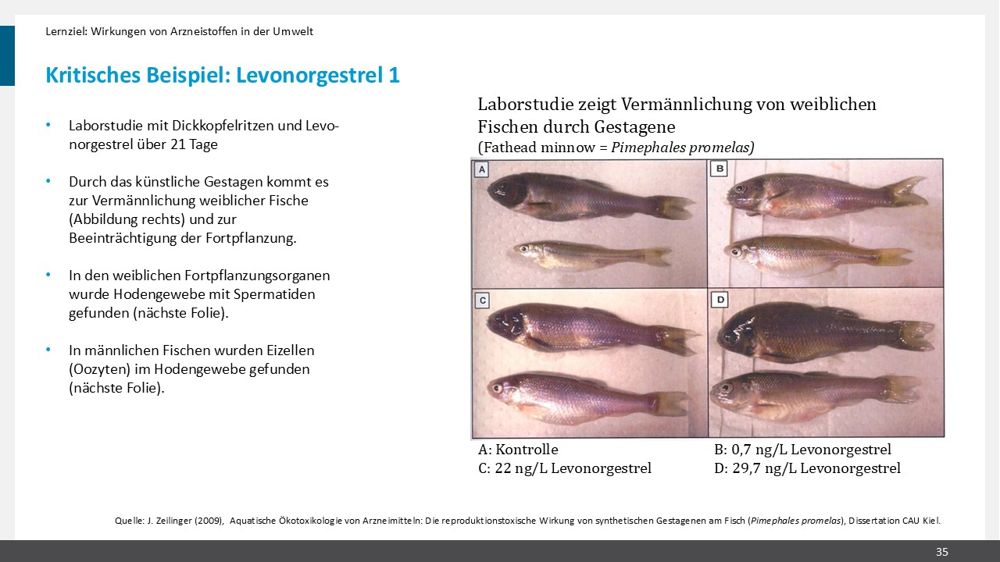 Lernziel: Wirkungen von Arzneistoffen in der Umwelt
Kritisches Beispiel: Levonorgestrel 1
• Laborstudie mit Dickkopfelritzen und Levo-
norgestrel über 21 Tage
• Durch das künstliche Gestagen kommt es
zur Vermännlichung weiblicher Fische
(Abbildung rechts) und zur
Beeinträchtigung der Fortpflanzung.
• In den weiblichen Fortpflanzungsorganen
wurde Hodengewebe mit Spermatiden
gefunden (nächste Folie).
• In männlichen Fischen wurden Eizellen
(Oozyten) im Hodengewebe gefunden
(nächste Folie).
Laborstudie zeigt Vermännlichung von weiblichen
Fischen durch Gestagene
(Fathead minnow = Pimephales promelas)
A
B
C
D
A: Kontrolle
B: 0,7 ng/L Levonorgestrel
C: 22 ng/L Levonorgestrel
D: 29,7 ng/L Levonorgestrel
Quelle: J. Zeilinger (2009), Aquatische Ökotoxikologie von Arzneimitteln: Die reproduktionstoxische Wirkung von synthetischen Gestagenen am Fisch (Pimephales promelas), Dissertation CAU Kiel.
35